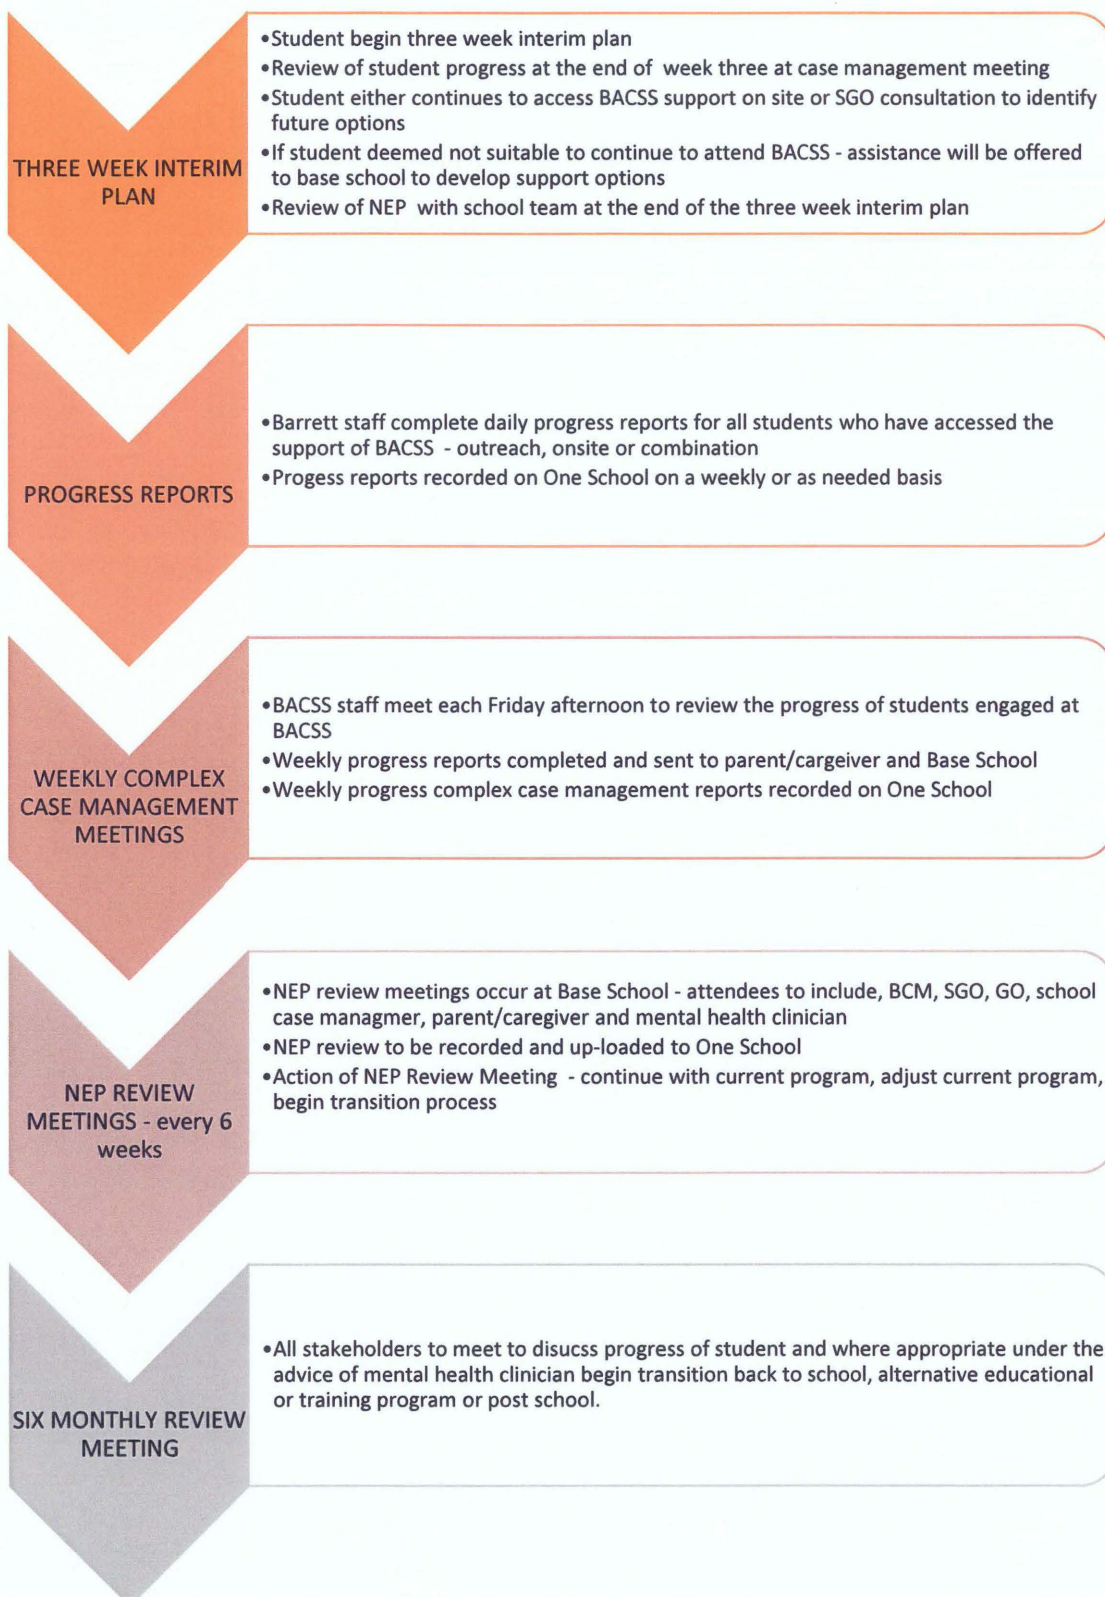 THREE WEEK INTERIM
PLAN
•Student begin three week interim plan
•Review of student progress at the end of week three at case management meeting
•Student either continues to access BACSS support on site or SGO consultation to identify
future options
•If student deemed not suitable to continue to attend BACSS - assistance will be offered
to base school to develop support options
•Review of NEP with school team at the end of the three week interim plan
PROGRESS REPORTS
•Barrett staff complete daily progress reports for all students who have accessed the
support of BACSS - outreach, onsite or combination
•Progess reports recorded on One School on a weekly or as needed basis
WEEKLY COMPLEX
CASE MANAGEMENT
MEETINGS
•BACSS staff meet each Friday afternoon to review the progress of students engaged at
BACSS
•Weekly progress reports completed and sent to parent/cargeiver and Base School
•Weekly progress complex case management reports recorded on One School
NEP REVIEW
MEETINGS - every 6
weeks
•NEP review meetings occur at Base School - attendees to include, BCM, SGO, GO, school
case managmer, parent/caregiver and mental health clinician
•NEP review to be recorded and up-loaded to One School
•Action of NEP Review Meeting - continue with current program, adjust current program,
begin transition process
SIX MONTHLY REVIEW
MEETING
•All stakeholders to meet to disucss progress of student and where appropriate under the
advice of mental health clinician begin transition back to school, alternative educational
or training program or post school.